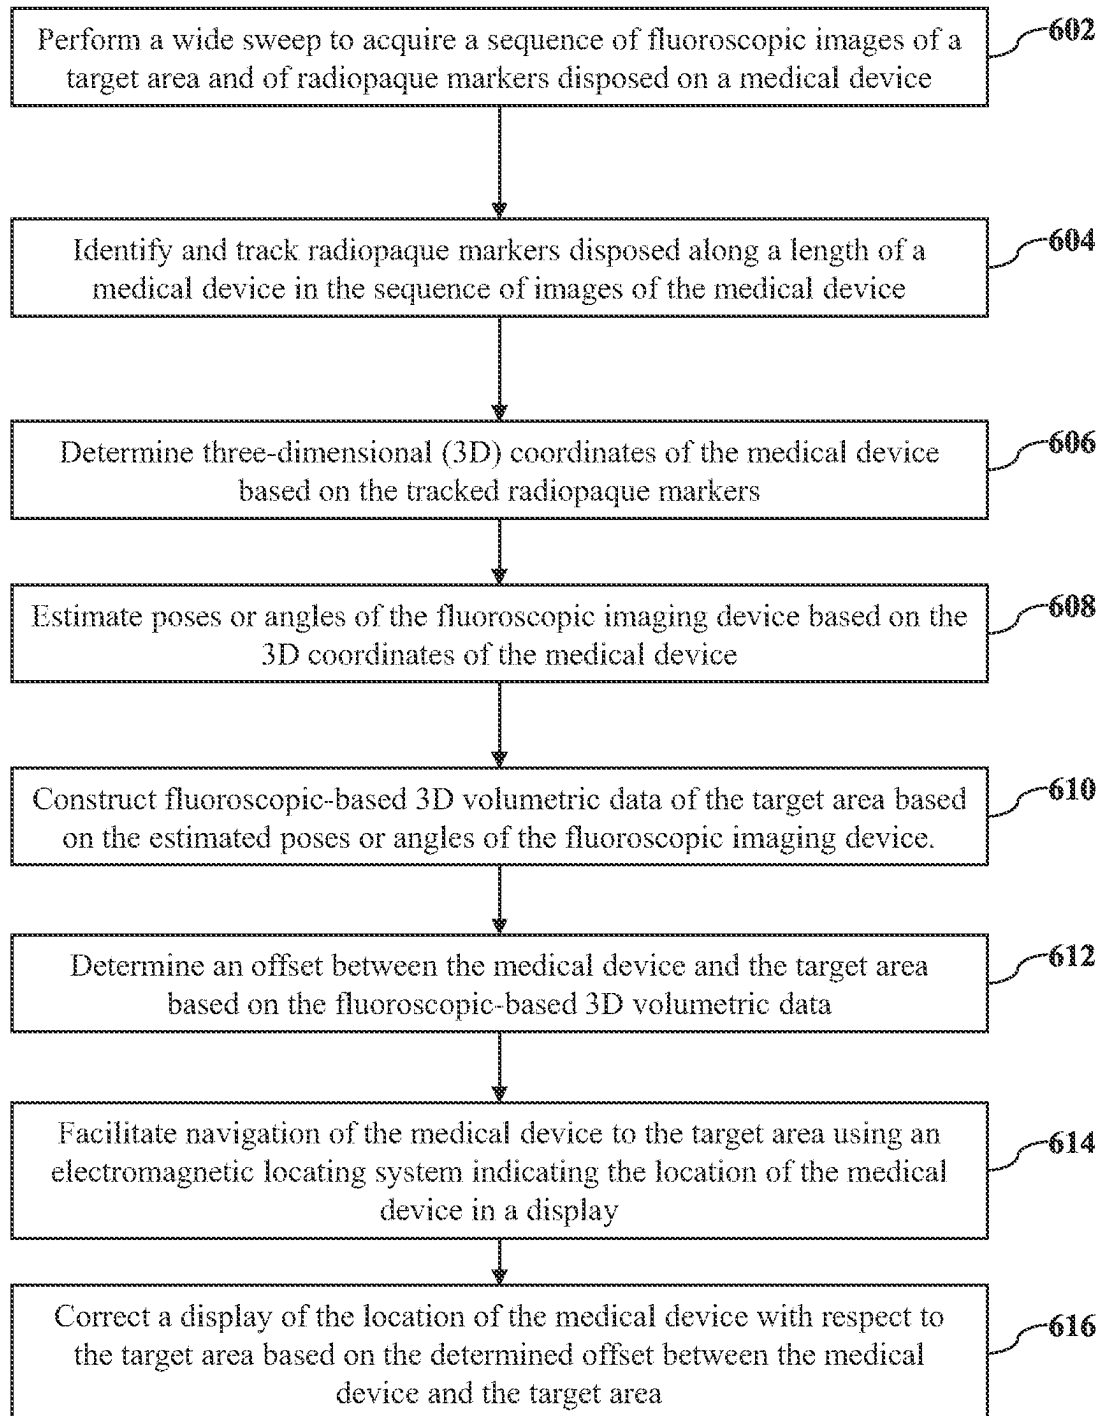 Perform a wide sweep to acquire a sequence of fluoroscopic images of a
target area and of radiopaque markers disposed on a medical device
602
Identify and track radiopaque markers disposed along a length of a
medical device in the sequence of images of the medical device
604
Determine three-dimensional (3D) coordinates of the medical device
based on the tracked radiopaque markers
606
Estimate poses or angles of the fluoroscopic imaging device based on the
3D coordinates of the medical device
608
Construct fluoroscopic-based 3D volumetric data of the target area based
on the estimated poses or angles of the fluoroscopic imaging device.
610
Determine an offset between the medical device and the target area
based on the fluoroscopic-based 3D volumetric data
612
Facilitate navigation of the medical device to the target area using an
electromagnetic locating system indicating the location of the medical
device in a display
614
Correct a display of the location of the medical device with respect to
the target area based on the determined offset between the medical
device and the target area
616